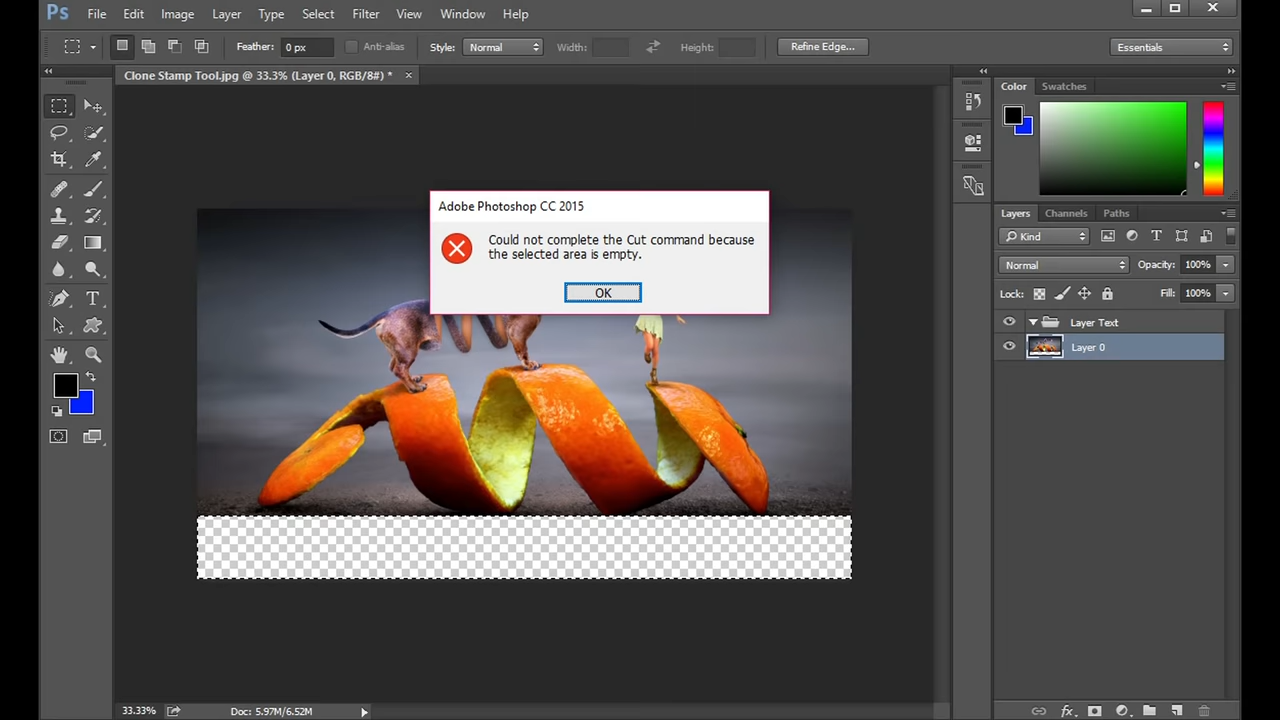 Ps File Edit Image Layer Type Select Filter View Window Help
Feather: 0 px Anti-alias Style: Normal Width: Height: Refine Edge... Essentials
Clone Stamp Tool.jpg @ 33.3% (Layer 0, RGB/8#) * ×
Color Swatches
Adobe Photoshop CC 2015
Could not complete the Cut command because
the selected area is empty.
OK
Layers Channels Paths
Kind
Normal Opacity: 100%
Lock: Fill: 100%
Layer Text
Layer 0
33.33% Doc: 5.97M/6.52M